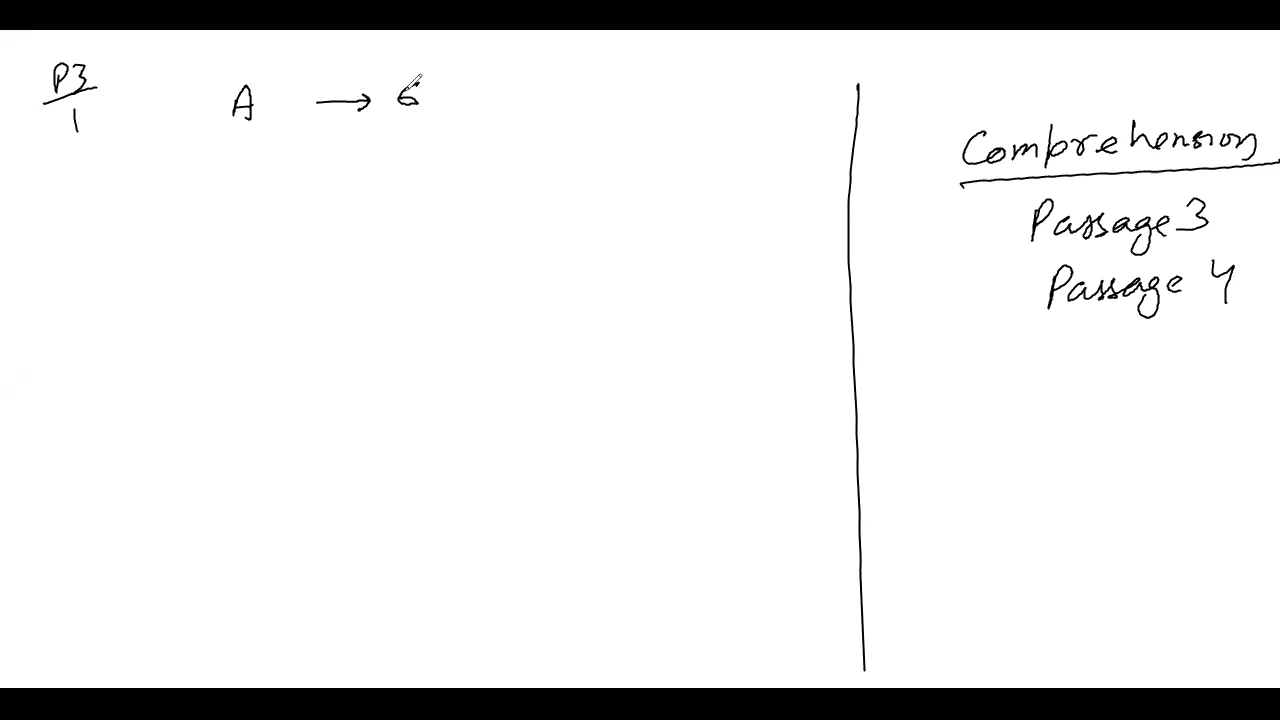 P3
1
A → 6
Comprehension
Passage 3
Passage 4